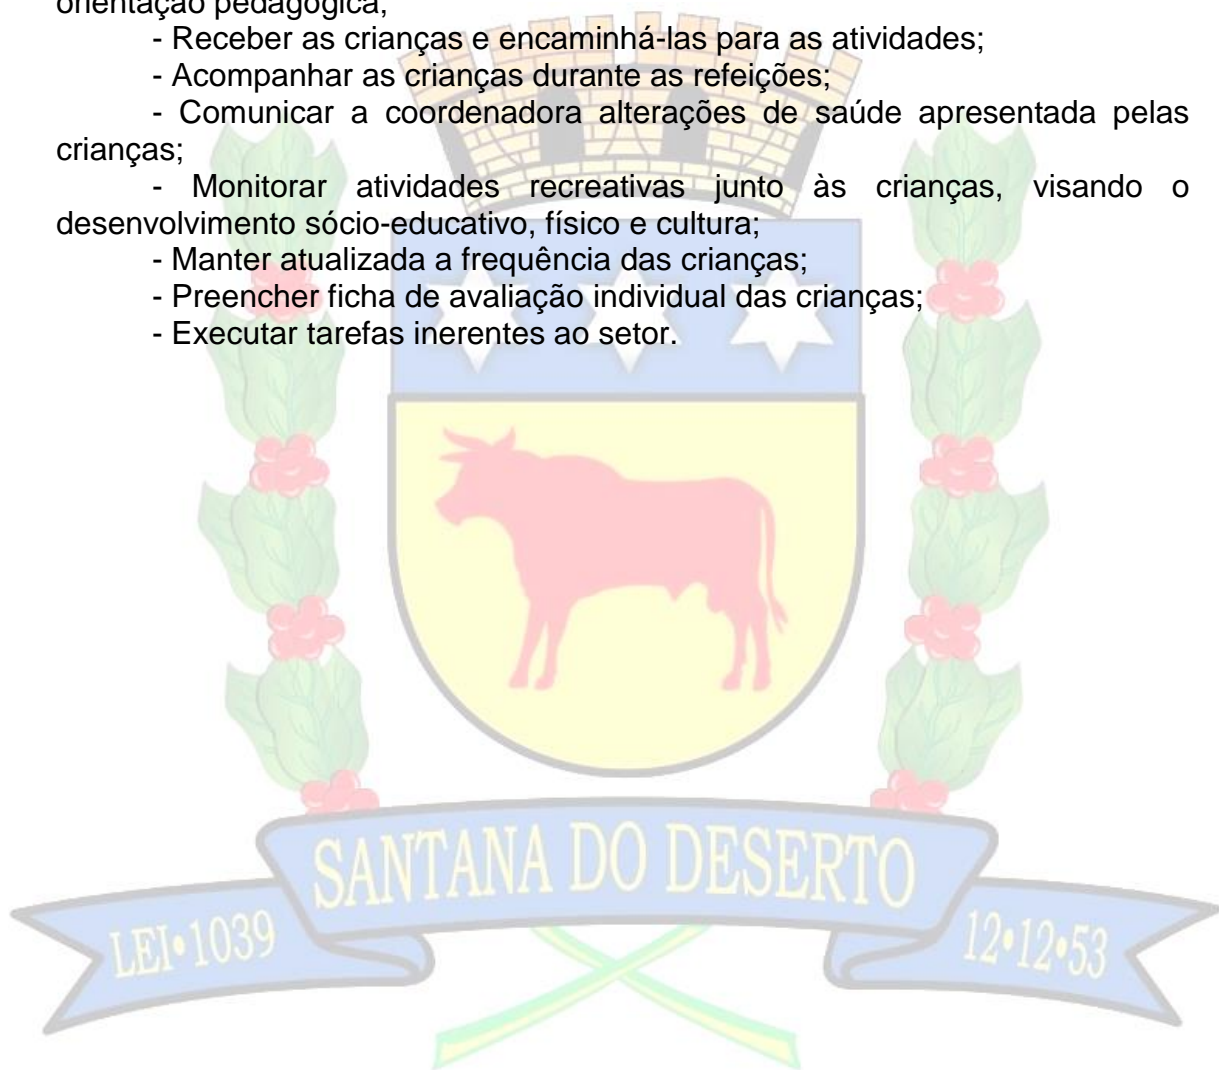 orientação pedagógica;
- Receber as crianças e encaminhá-las para as atividades;
- Acompanhar as crianças durante as refeições;
- Comunicar a coordenadora alterações de saúde apresentada pelas
crianças;
- Monitorar atividades recreativas junto às crianças, visando o
desenvolvimento sócio-educativo, físico e cultura;
- Manter atualizada a frequência das crianças;
- Preencher ficha de avaliação individual das crianças;
- Executar tarefas inerentes ao setor.
SANTANA DO DESERTO
LEI•1039
12•12•53